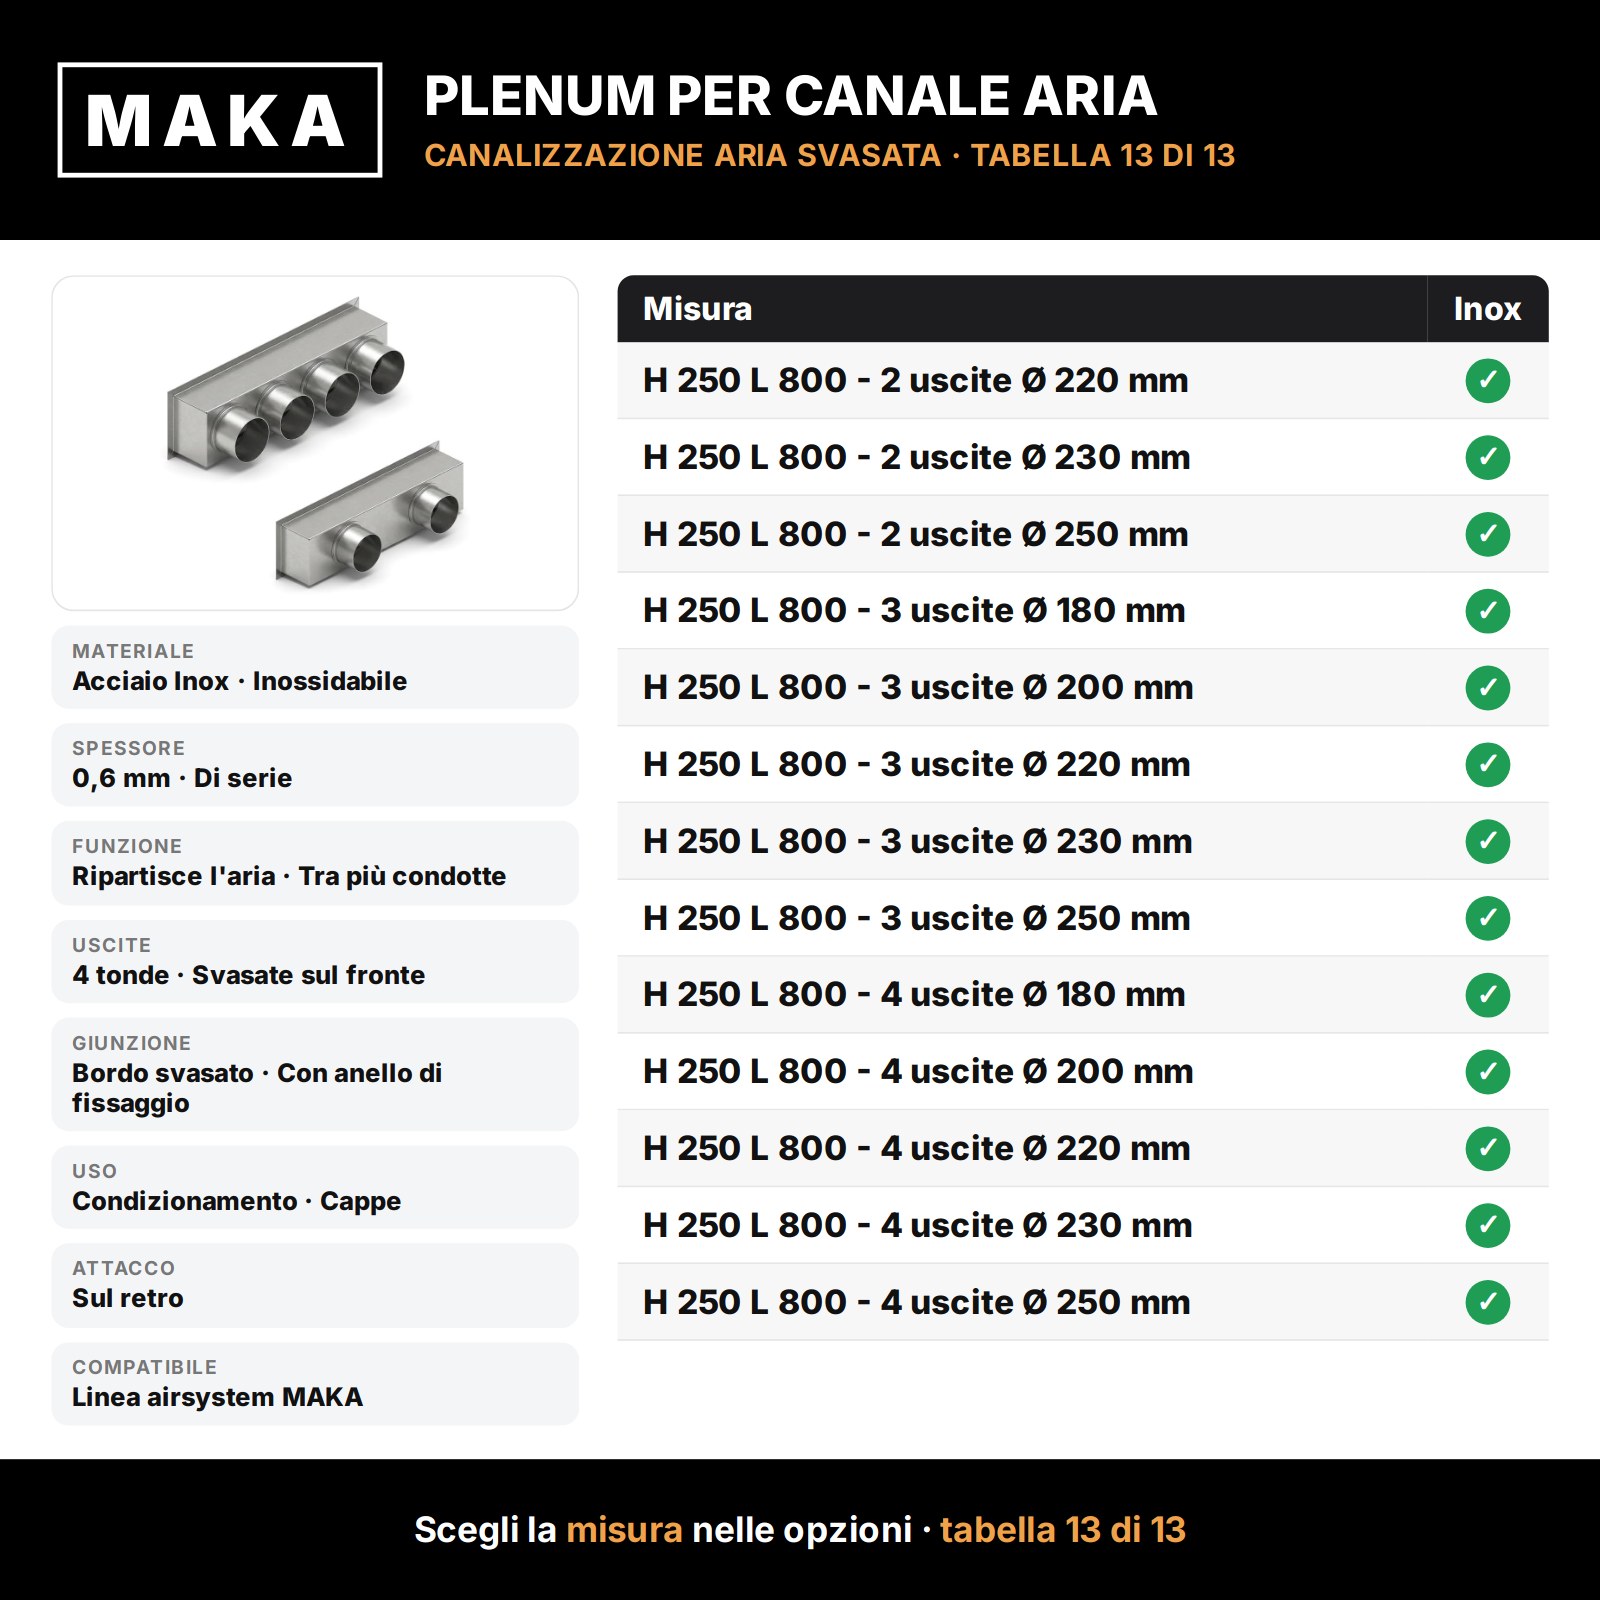 MAKA
PLENUM PER CANALE ARIA
CANALIZZAZIONE ARIA SVASATA · TABELLA 13 DI 13
MATERIALE
Acciaio Inox · Inossidabile
SPESSORE
0,6 mm · Di serie
FUNZIONE
Ripartisce l'aria · Tra più condotte
USCITE
4 tonde · Svasate sul fronte
GIUNZIONE
Bordo svasato · Con anello di
fissaggio
USO
Condizionamento · Cappe
ATTACCO
Sul retro
COMPATIBILE
Linea airsystem MAKA
Misura Inox
H 250 L 800 - 2 uscite Ø 220 mm ✓
H 250 L 800 - 2 uscite Ø 230 mm ✓
H 250 L 800 - 2 uscite Ø 250 mm ✓
H 250 L 800 - 3 uscite Ø 180 mm ✓
H 250 L 800 - 3 uscite Ø 200 mm ✓
H 250 L 800 - 3 uscite Ø 220 mm ✓
H 250 L 800 - 3 uscite Ø 230 mm ✓
H 250 L 800 - 3 uscite Ø 250 mm ✓
H 250 L 800 - 4 uscite Ø 180 mm ✓
H 250 L 800 - 4 uscite Ø 200 mm ✓
H 250 L 800 - 4 uscite Ø 220 mm ✓
H 250 L 800 - 4 uscite Ø 230 mm ✓
H 250 L 800 - 4 uscite Ø 250 mm ✓
Scegli la misura nelle opzioni · tabella 13 di 13